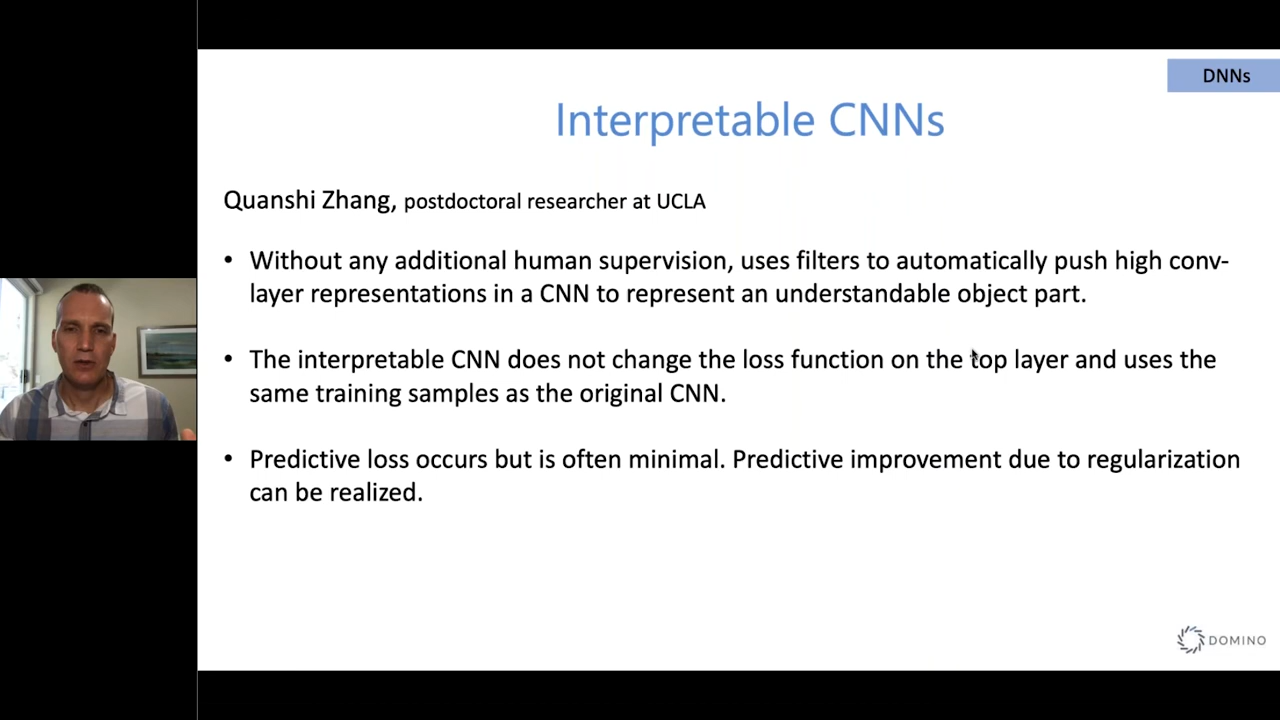 DNNs
Interpretable CNNs
Quanshi Zhang, postdoctoral researcher at UCLA
• Without any additional human supervision, uses filters to automatically push high conv-
layer representations in a CNN to represent an understandable object part.
• The interpretable CNN does not change the loss function on the top layer and uses the
same training samples as the original CNN.
• Predictive loss occurs but is often minimal. Predictive improvement due to regularization
can be realized.
DOMINO